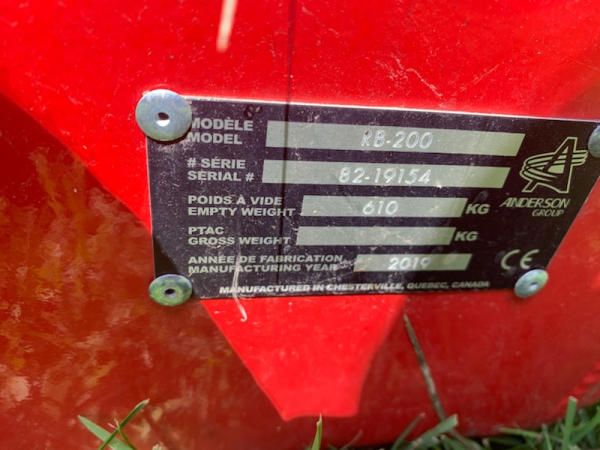 MODÈLE
MODEL RB-200
# SÉRIE
SERIAL # 82-19154
POIDS À VIDE
EMPTY WEIGHT 610 KG
PTAC
GROSS WEIGHT KG
ANNÉE DE FABRICATION
MANUFACTURING YEAR 2019
ANDERSON
GROUP
CE
MANUFACTURED IN CHESTERVILLE, QUEBEC, CANADA